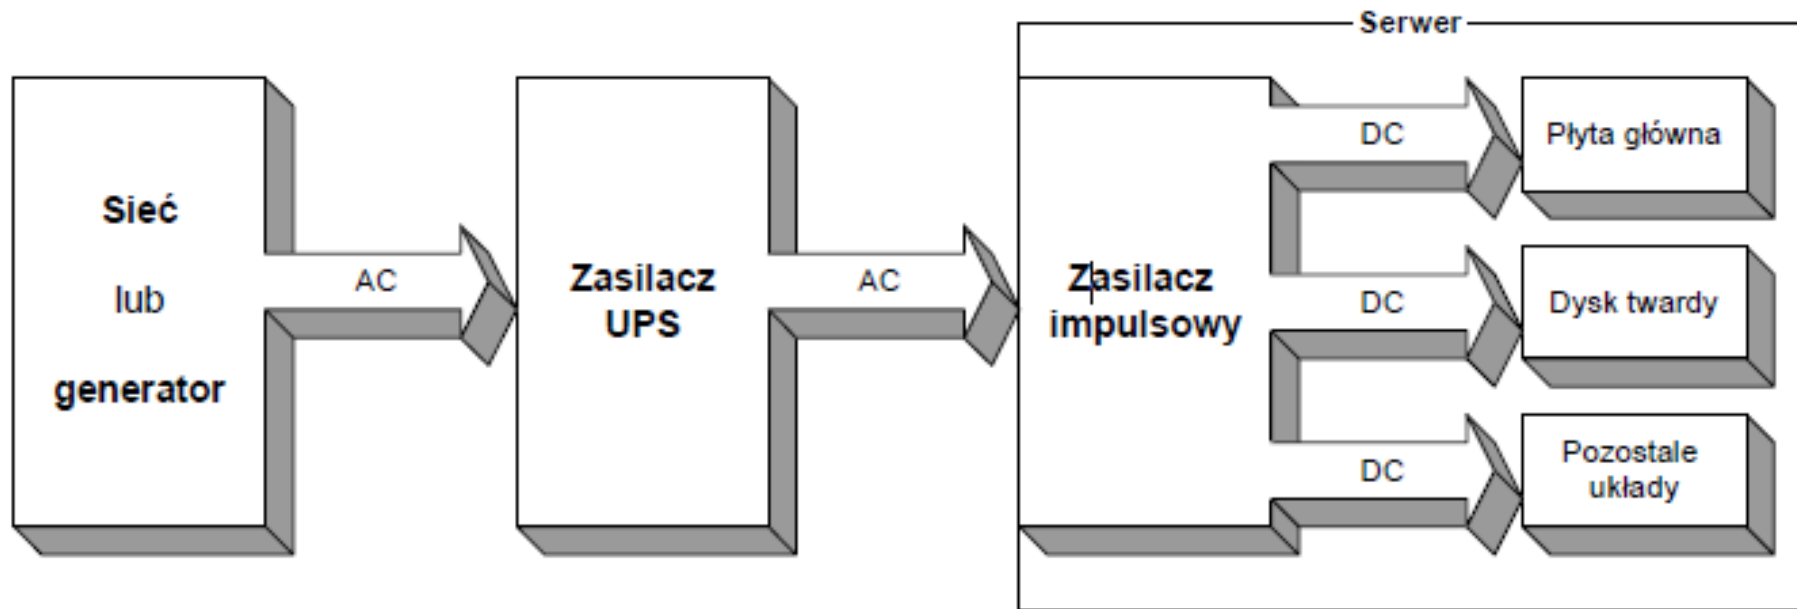 Serwer
Sieć
lub
generator
AC
Zasilacz
UPS
AC
Zasilacz
impulsowy
DC
Płyta główna
DC
Dysk twardy
DC
Pozostałe
układy